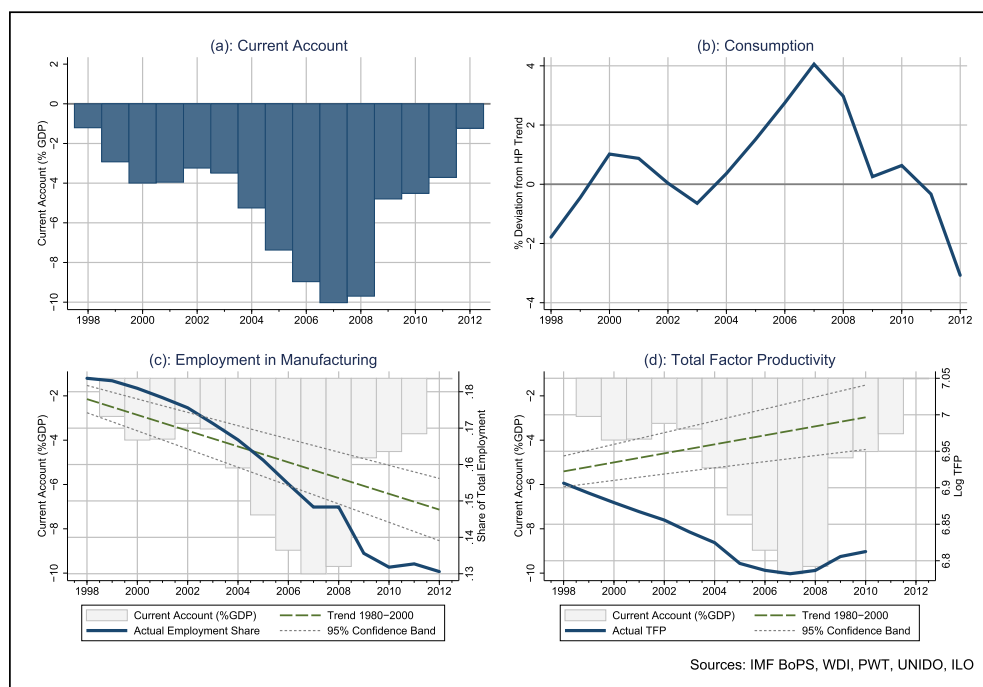 (a): Current Account
Current Account (% GDP)
2
0
−2
−4
−6
−8
−10
1998 2000 2002 2004 2006 2008 2010 2012
(b): Consumption
% Deviation from HP Trend
4
2
0
−2
−4
1998 2000 2002 2004 2006 2008 2010 2012
(c): Employment in Manufacturing
Current Account (%GDP)
−2
−4
−6
−8
−10
.18
.17
.16
.15
.14
.13
Share of Total Employment
1998 2000 2002 2004 2006 2008 2010 2012
Current Account (%GDP) Trend 1980−2000
Actual Employment Share 95% Confidence Band
(d): Total Factor Productivity
Current Account (%GDP)
−2
−4
−6
−8
−10
7.05
7
6.95
6.9
6.85
6.8
Log TFP
1998 2000 2002 2004 2006 2008 2010 2012
Current Account (%GDP) Trend 1980−2000
Actual TFP 95% Confidence Band
Sources: IMF BoPS, WDI, PWT, UNIDO, ILO